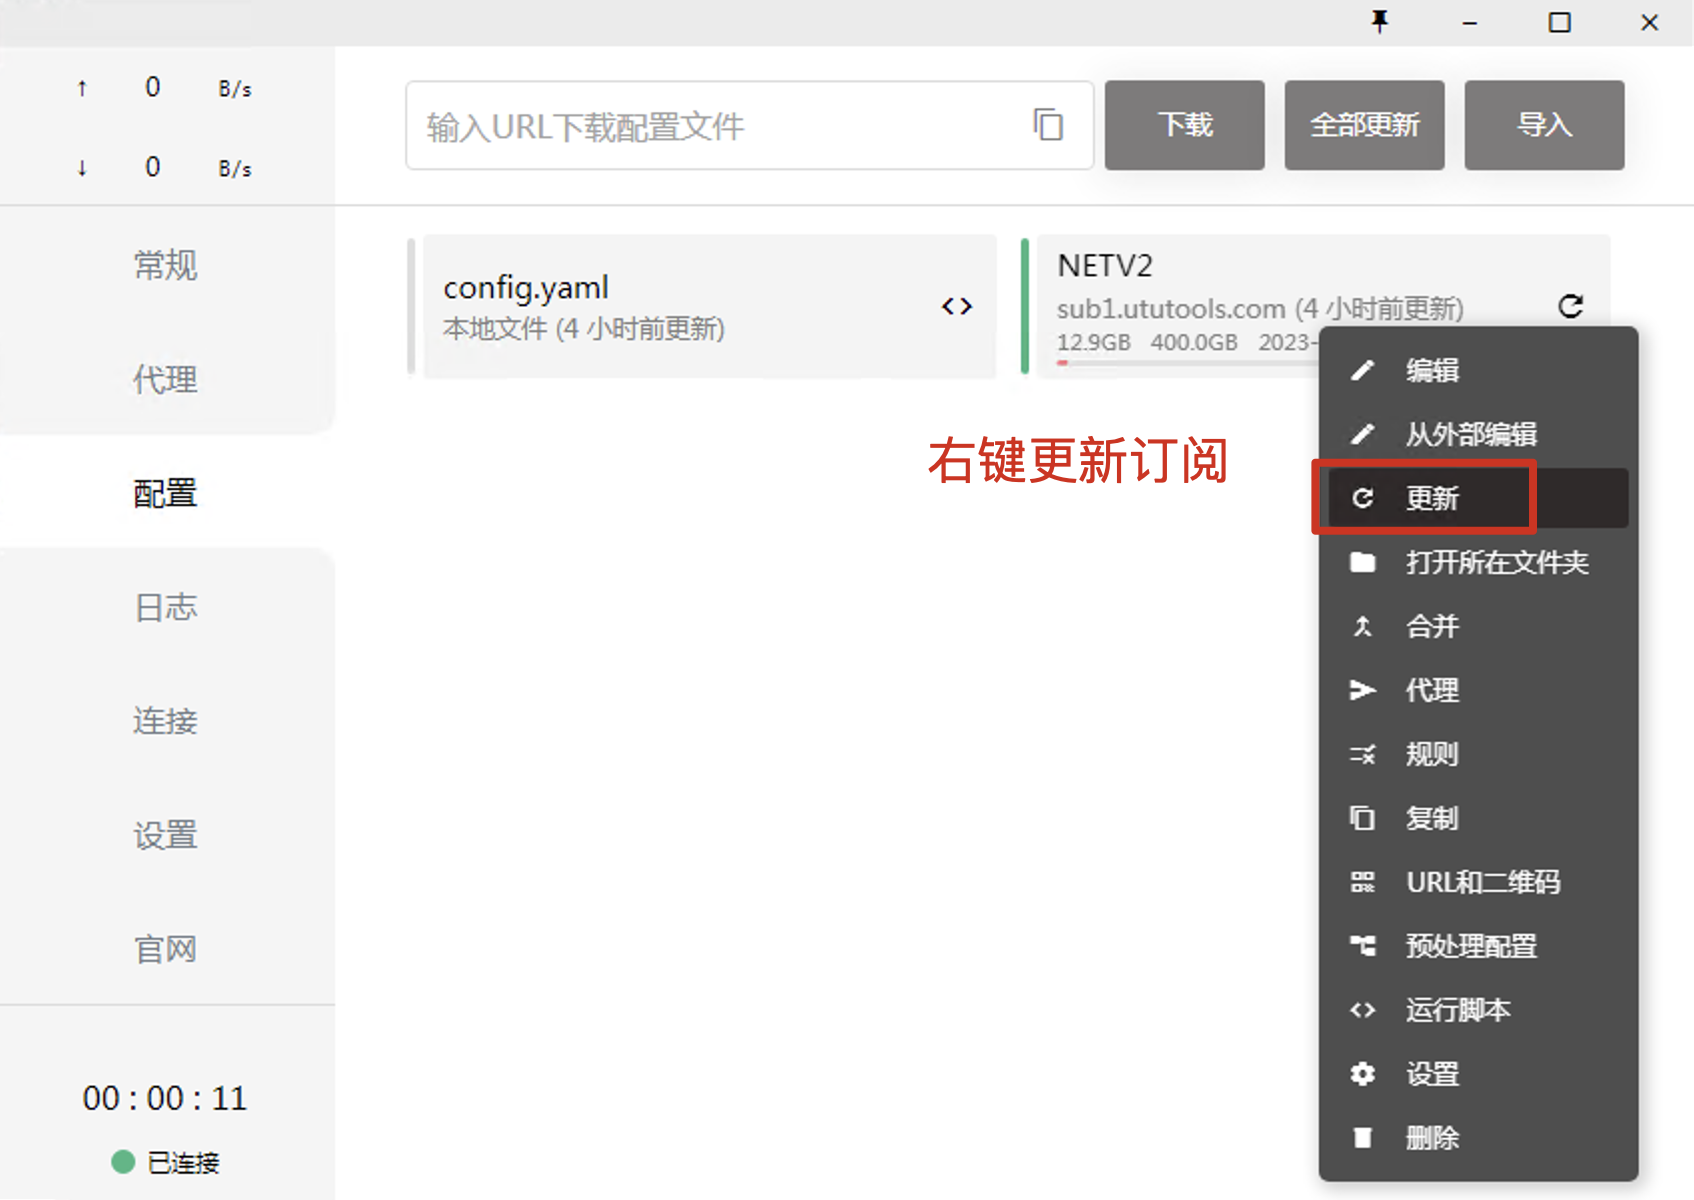 ↑ 0 B/s
↓ 0 B/s
常规
代理
配置
日志
连接
设置
官网
00 : 00 : 11
已连接
输入URL下载配置文件
下载
全部更新
导入
config.yaml
本地文件 (4 小时前更新)
NETV2
sub1.ututools.com (4 小时前更新)
12.9GB 400.0GB 2023-
右键更新订阅
编辑
从外部编辑
更新
打开所在文件夹
合并
代理
规则
复制
URL和二维码
预处理配置
运行脚本
设置
删除